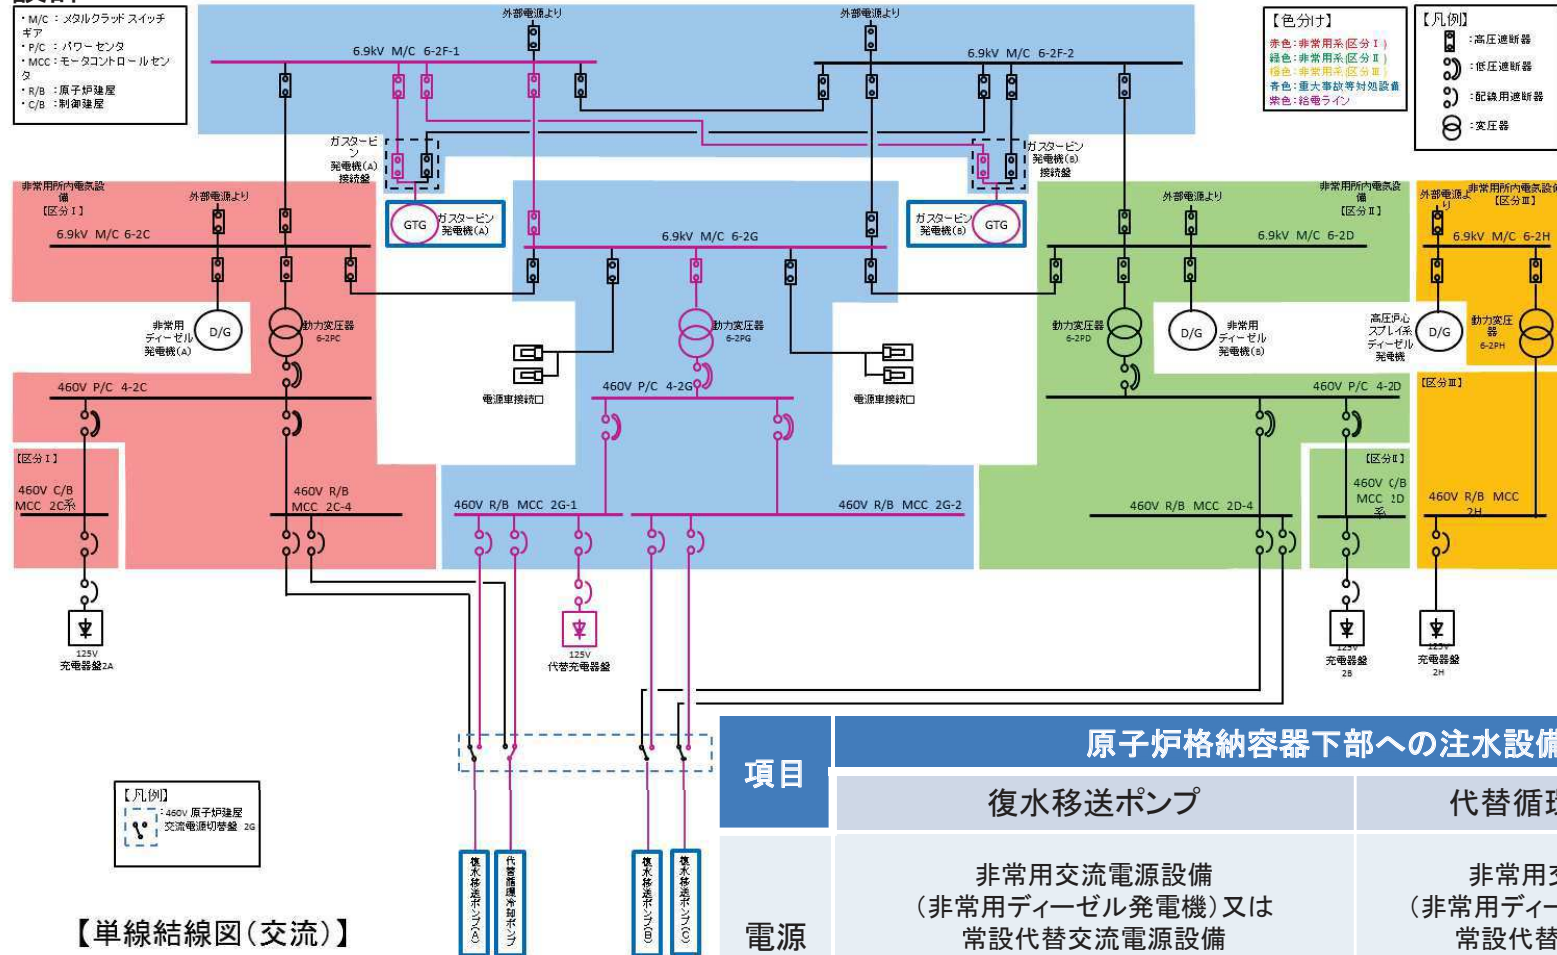 ・M/C：メタルクラッド スイッチ
ギア
・P/C ：パワーセンタ
・MCC：モータコントロールセン
タ
・R/B ：原子炉建屋
・C/B ：制御建屋
外部電源より
外部電源より
6.9kV M/C 6-2F-1
6.9kV M/C 6-2F-2
【色分け】
赤色：非常用系(区分Ⅰ)
緑色：非常用系(区分Ⅱ)
橙色：非常用系(区分Ⅲ)
青色：重大事故等対処設備
紫色：給電ライン
【凡例】
：高圧遮断器
：低圧遮断器
：配線用遮断器
：変圧器
ガスタービ
ン
発電機(A)
接続盤
ガスタービン
発電機(B)
接続盤
GTG
ガスタービン
発電機(A)
ガスタービン
発電機(B)
GTG
非常用所内電気設
備
【区分Ⅰ】
外部電源より
6.9kV M/C 6-2C
6.9kV M/C 6-2G
外部電源より
非常用所内電気設
備
【区分Ⅱ】
6.9kV M/C 6-2D
外部電源よ
り
非常用所内電気設備
【区分Ⅲ】
6.9kV M/C 6-2H
非常用
ディーゼル
発電機(A)
D/G
動力変圧器
6-2PC
動力変圧器
6-2PG
動力変圧器
6-2PD
D/G
非常用
ディーゼル
発電機(B)
高圧炉心
スプレイ系
ディーゼル
発電機
D/G
動力変圧
器
6-2PH
460V P/C 4-2C
電源車接続口
460V P/C 4-2G
電源車接続口
460V P/C 4-2D
【区分Ⅲ】
【区分Ⅰ】
460V C/B
MCC 2C系
460V R/B
MCC 2C-4
460V R/B MCC 2G-1
460V R/B MCC 2G-2
460V R/B MCC 2D-4
【区分Ⅱ】
460V C/B
MCC 2D
系
460V R/B MCC
2H
125V
充電器盤2A
125V
代替充電器盤
125V
充電器盤
2B
125V
充電器盤
2H
【凡例】
：460V 原子炉建屋
交流電源切替盤 2G
復水移送ポンプ(A)
代替循環冷却ポンプ
復水移送ポンプ(B)
復水移送ポンプ(C)
【単線結線図(交流)】
項目
原子炉格納容器下部への注水設備
復水移送ポンプ
代替循環
電源
非常用交流電源設備
（非常用ディーゼル発電機）又は
常設代替交流電源設備
非常用交
（非常用ディー
常設代替